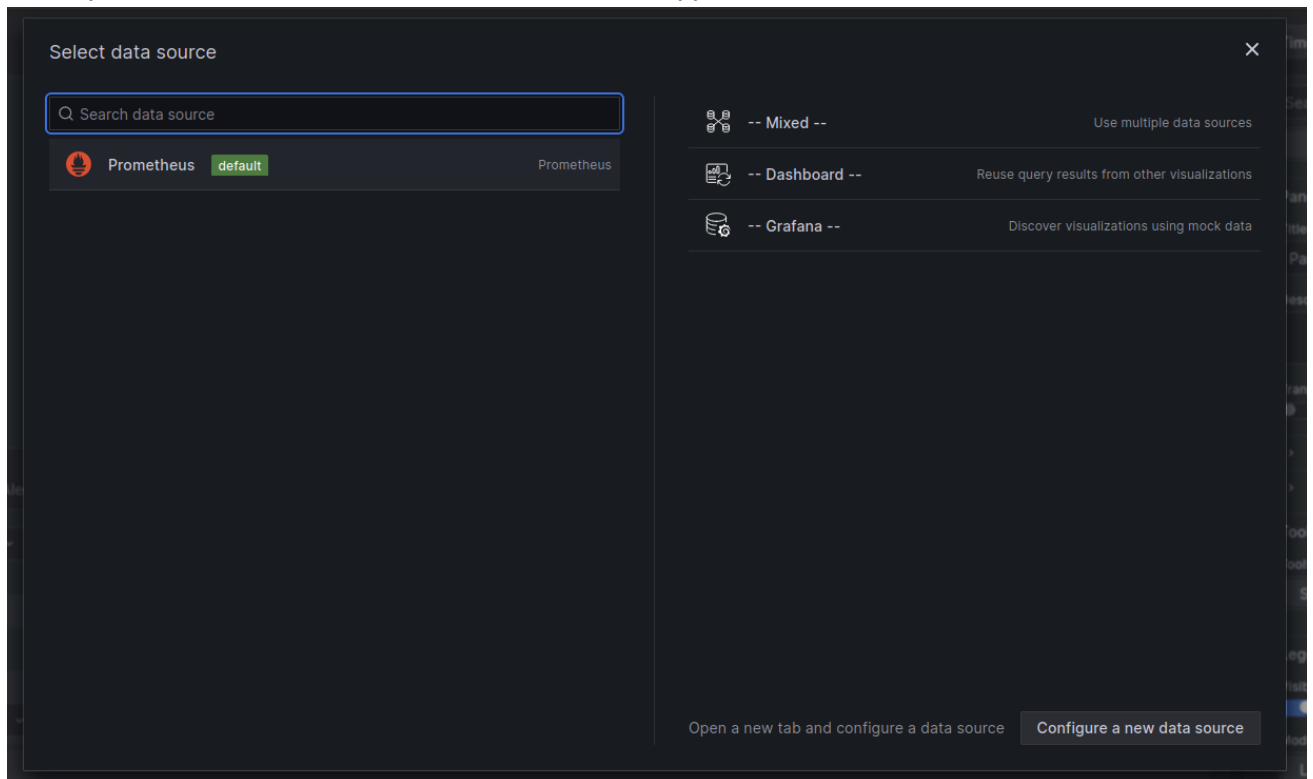 Select data source
Search data source
Prometheus default Prometheus
-- Mixed -- Use multiple data sources
-- Dashboard -- Reuse query results from other visualizations
-- Grafana -- Discover visualizations using mock data
Open a new tab and configure a data source Configure a new data source